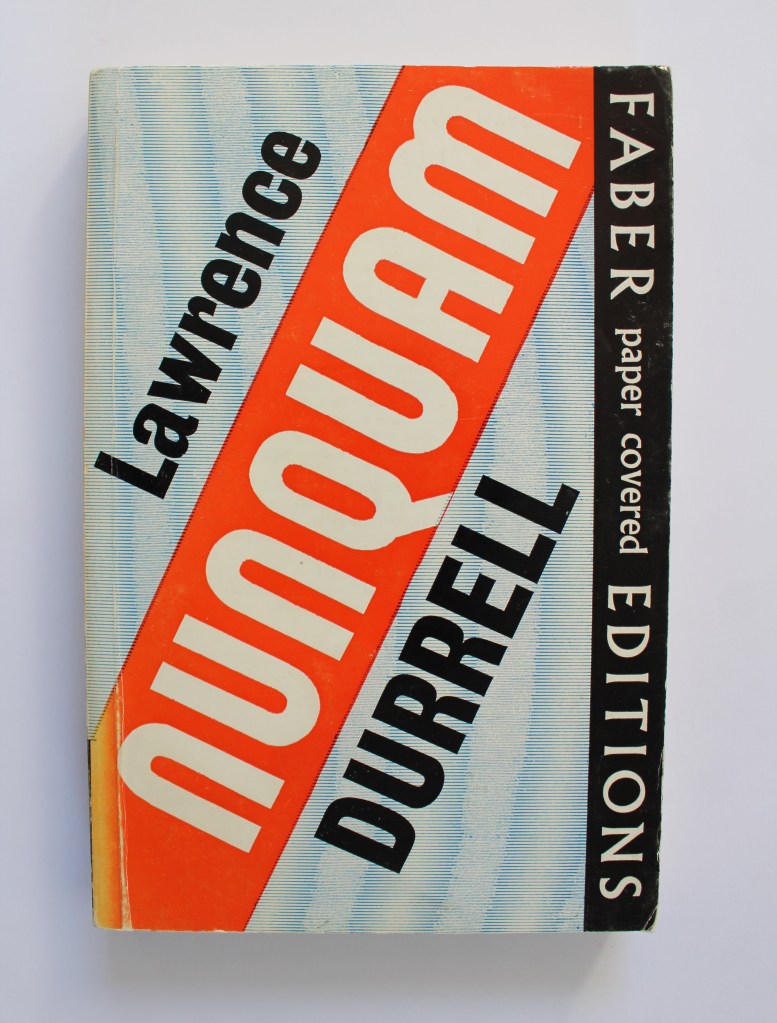 Lawrence
NUNQUAM
DURRELL
FABER paper covered EDITIONS